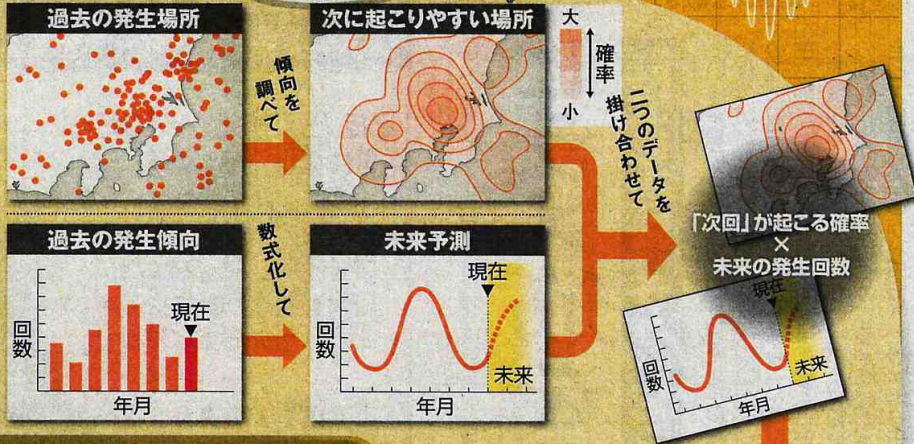 過去の発生場所
傾向を
調べて
次に起こりやすい場所
大
確率
小
二つのデータを
掛け合わせて
「次回」が起こる確率
×
未来の発生回数
過去の発生傾向
回数
現在
年月
数式化して
未来予測
回数
現在
未来
年月
現在
回数
未来
年月